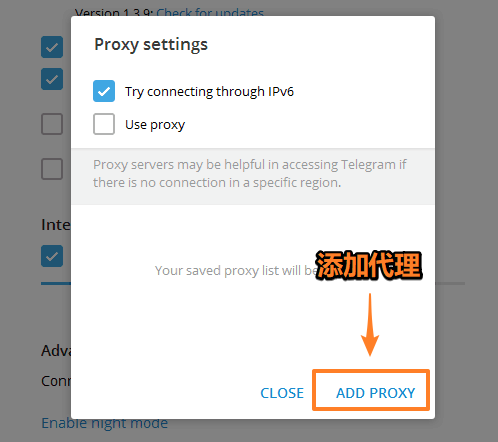 Version 1.3.9: Check for updates
Proxy settings
Try connecting through IPv6
Use proxy
Proxy servers may be helpful in accessing Telegram if
there is no connection in a specific region.
Inte
Your saved proxy list will be
添加代理
Adva
Conn
CLOSE
ADD PROXY
Enable night mode